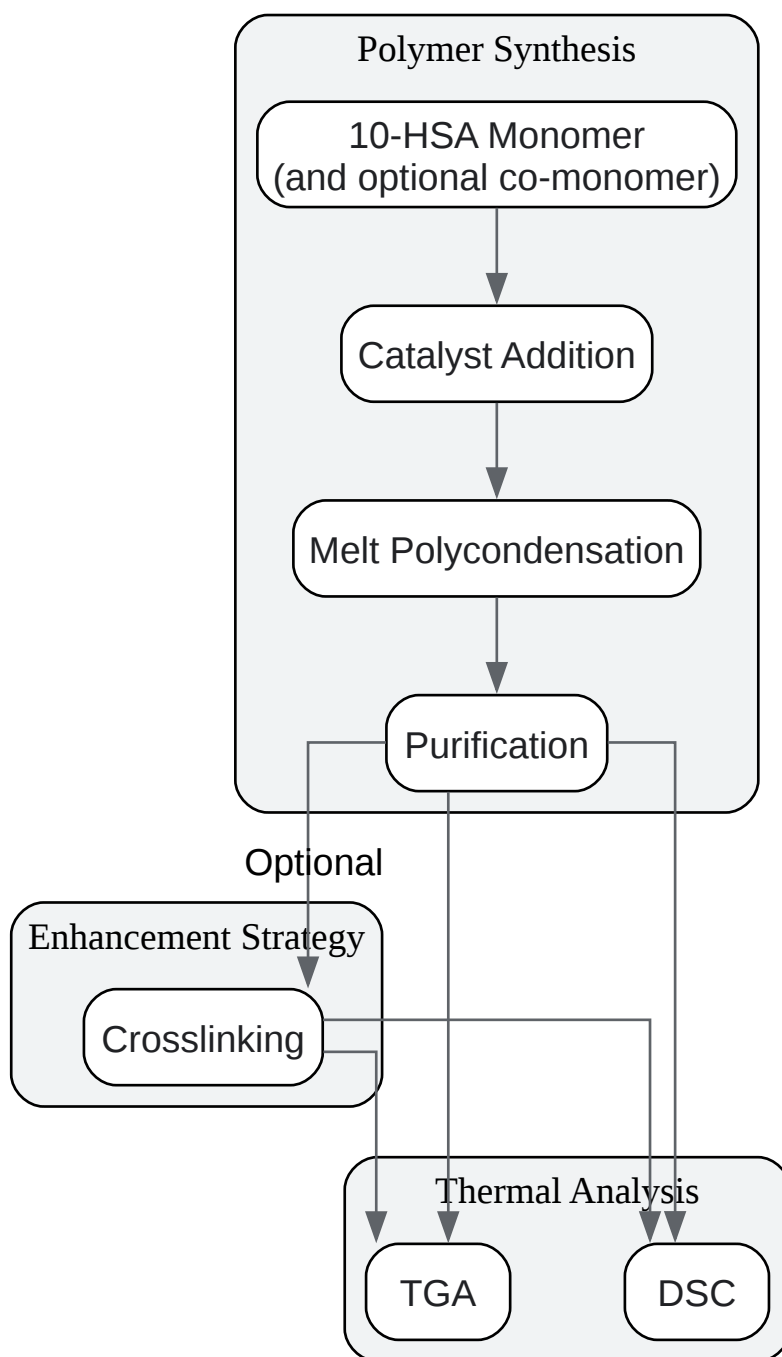 Polymer Synthesis
10-HSA Monomer
(and optional co-monomer)
Catalyst Addition
Melt Polycondensation
Purification
Optional
Enhancement Strategy
Crosslinking
Thermal Analysis
TGA
DSC